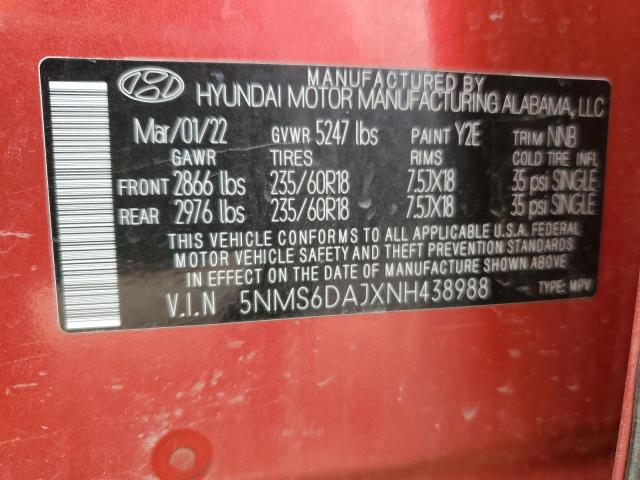 MANUFACTURED BY
HYUNDAI MOTOR MANUFACTURING ALABAMA, LLC
Mar/01/22 GVWR 5247 lbs PAINT Y2E TRIM NNB
GAWR TIRES RIMS COLD TIRE INFL
FRONT 2866 lbs 235/60R18 7.5JX18 35 psi SINGLE
REAR 2976 lbs 235/60R18 7.5JX18 35 psi SINGLE
THIS VEHICLE CONFORMS TO ALL APPLICABLE U.S.A. FEDERAL
MOTOR VEHICLE SAFETY AND THEFT PREVENTION STANDARDS
IN EFFECT ON THE DATE OF MANUFACTURE SHOWN ABOVE.
V.I.N 5NMS6DAJXNH438988 TYPE: MPV